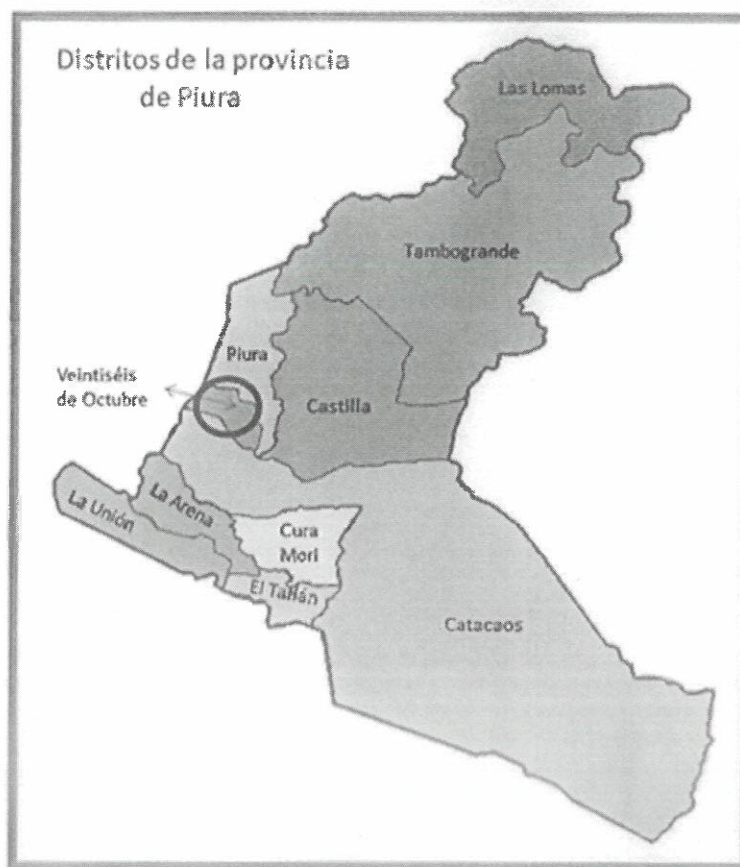 Distritos de la provincia
de Piura
Las Lomas
Tambogrande
Piura
Veintiséis
de Octubre
Castilla
La Unión
La Arena
Cura
Mori
El Tallán
Catacaos